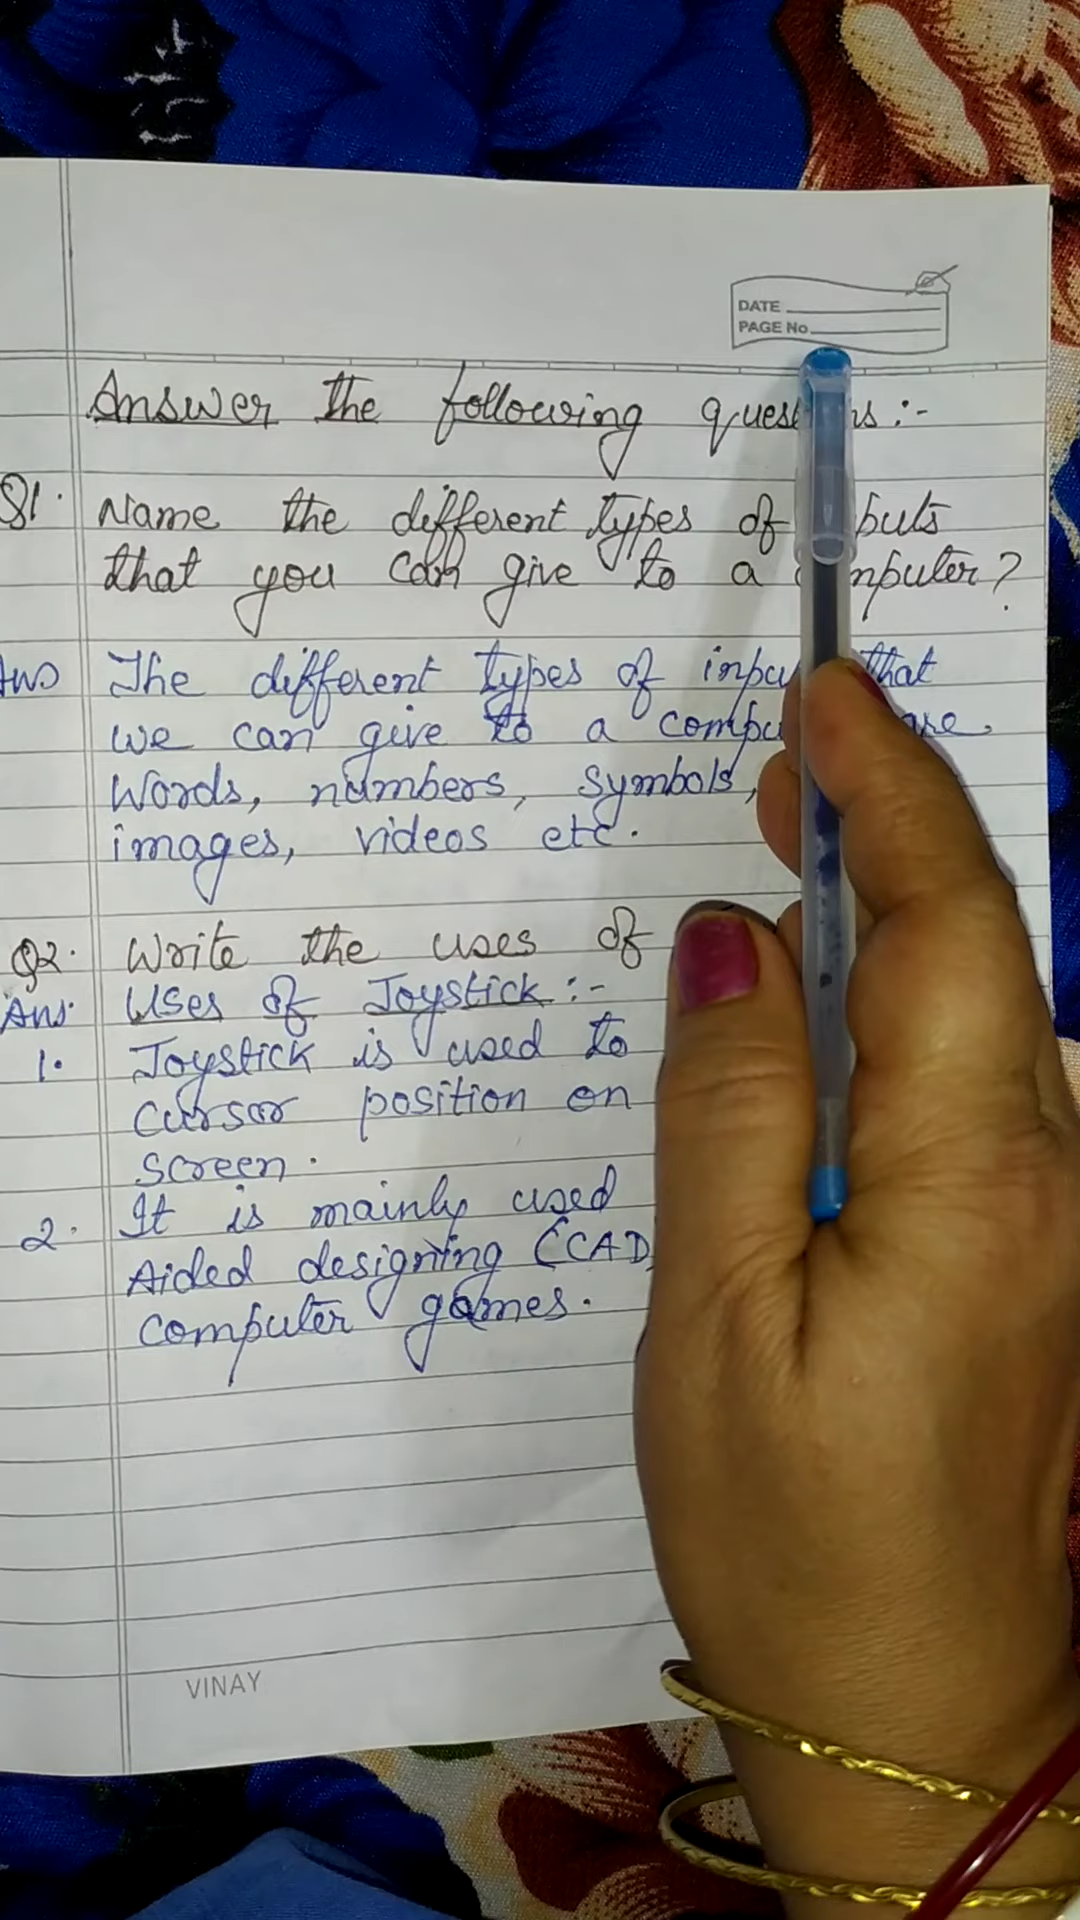 DATE
PAGE No.
Answer the following
Q1. Name the different types of
that you can give to a
Ans The different types of that
we can give to a are.
Words, numbers, symbols,
images, videos etc.
Q2. Write the uses of
Ans. Uses of Joystick :-
1. Joystick is used to
cursor position on
screen.
2. It is mainly used
Aided designing (CAD
computer games.
VINAY